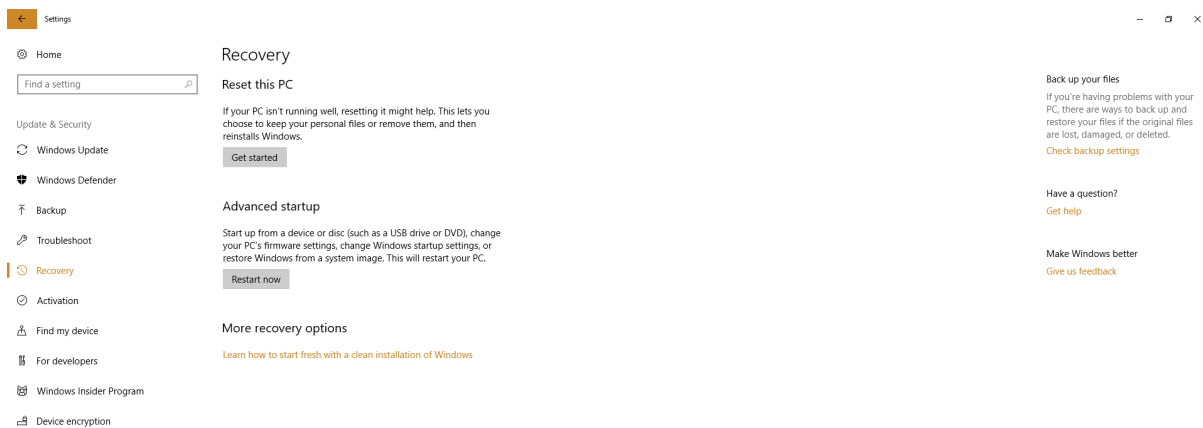 Settings
Home
Find a setting
Update & Security
Windows Update
Windows Defender
Backup
Troubleshoot
Recovery
Activation
Find my device
For developers
Windows Insider Program
Device encryption
Recovery
Reset this PC
If your PC isn't running well, resetting it might help. This lets you
choose to keep your personal files or remove them, and then
reinstalls Windows.
Get started
Advanced startup
Start up from a device or disc (such as a USB drive or DVD), change
your PC's firmware settings, change Windows startup settings, or
restore Windows from a system image. This will restart your PC.
Restart now
More recovery options
Learn how to start fresh with a clean installation of Windows
Back up your files
If you're having problems with your
PC, there are ways to back up and
restore your files if the original files
are lost, damaged, or deleted.
Check backup settings
Have a question?
Get help
Make Windows better
Give us feedback